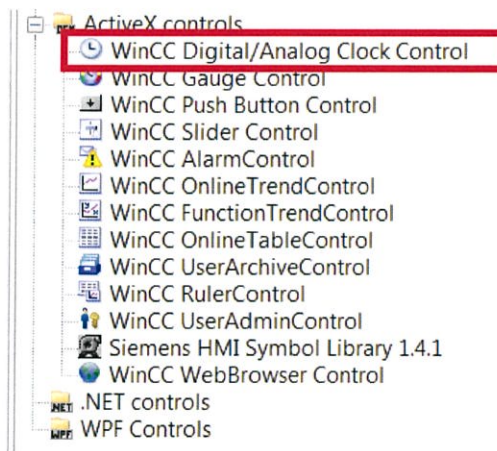 ActiveX controls
WinCC Digital/Analog Clock Control
WinCC Gauge Control
WinCC Push Button Control
WinCC Slider Control
WinCC AlarmControl
WinCC OnlineTrendControl
WinCC FunctionTrendControl
WinCC OnlineTableControl
WinCC UserArchiveControl
WinCC RulerControl
WinCC UserAdminControl
Siemens HMI Symbol Library 1.4.1
WinCC WebBrowser Control
.NET .NET controls
WPF WPF Controls